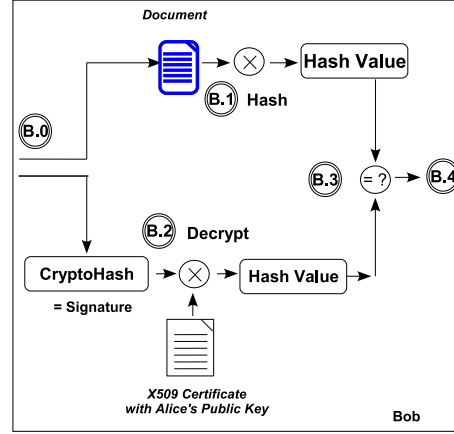 Document
Hash Value
B.1 Hash
B.0
B.3
= ?
B.4
B.2 Decrypt
CryptoHash
Hash Value
= Signature
X509 Certificate
with Alice's Public Key
Bob